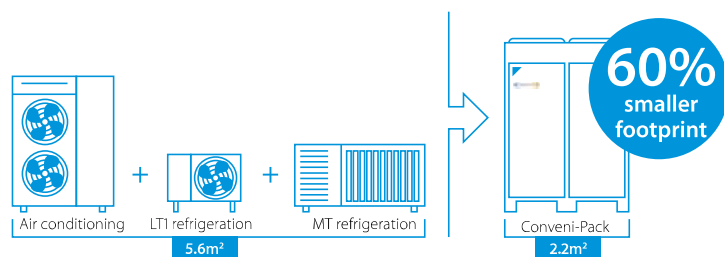 60%
smaller
footprint
+
+
Air conditioning
LT1 refrigeration
MT refrigeration
Conveni-Pack
5.6m²
2.2m²